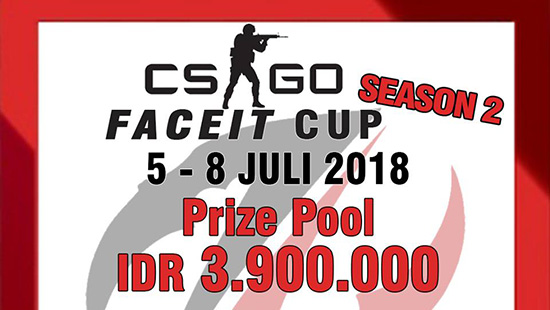 CS GO
SEASON 2
FACEIT CUP
5 - 8 JULI 2018
Prize Pool
IDR 3.900.000